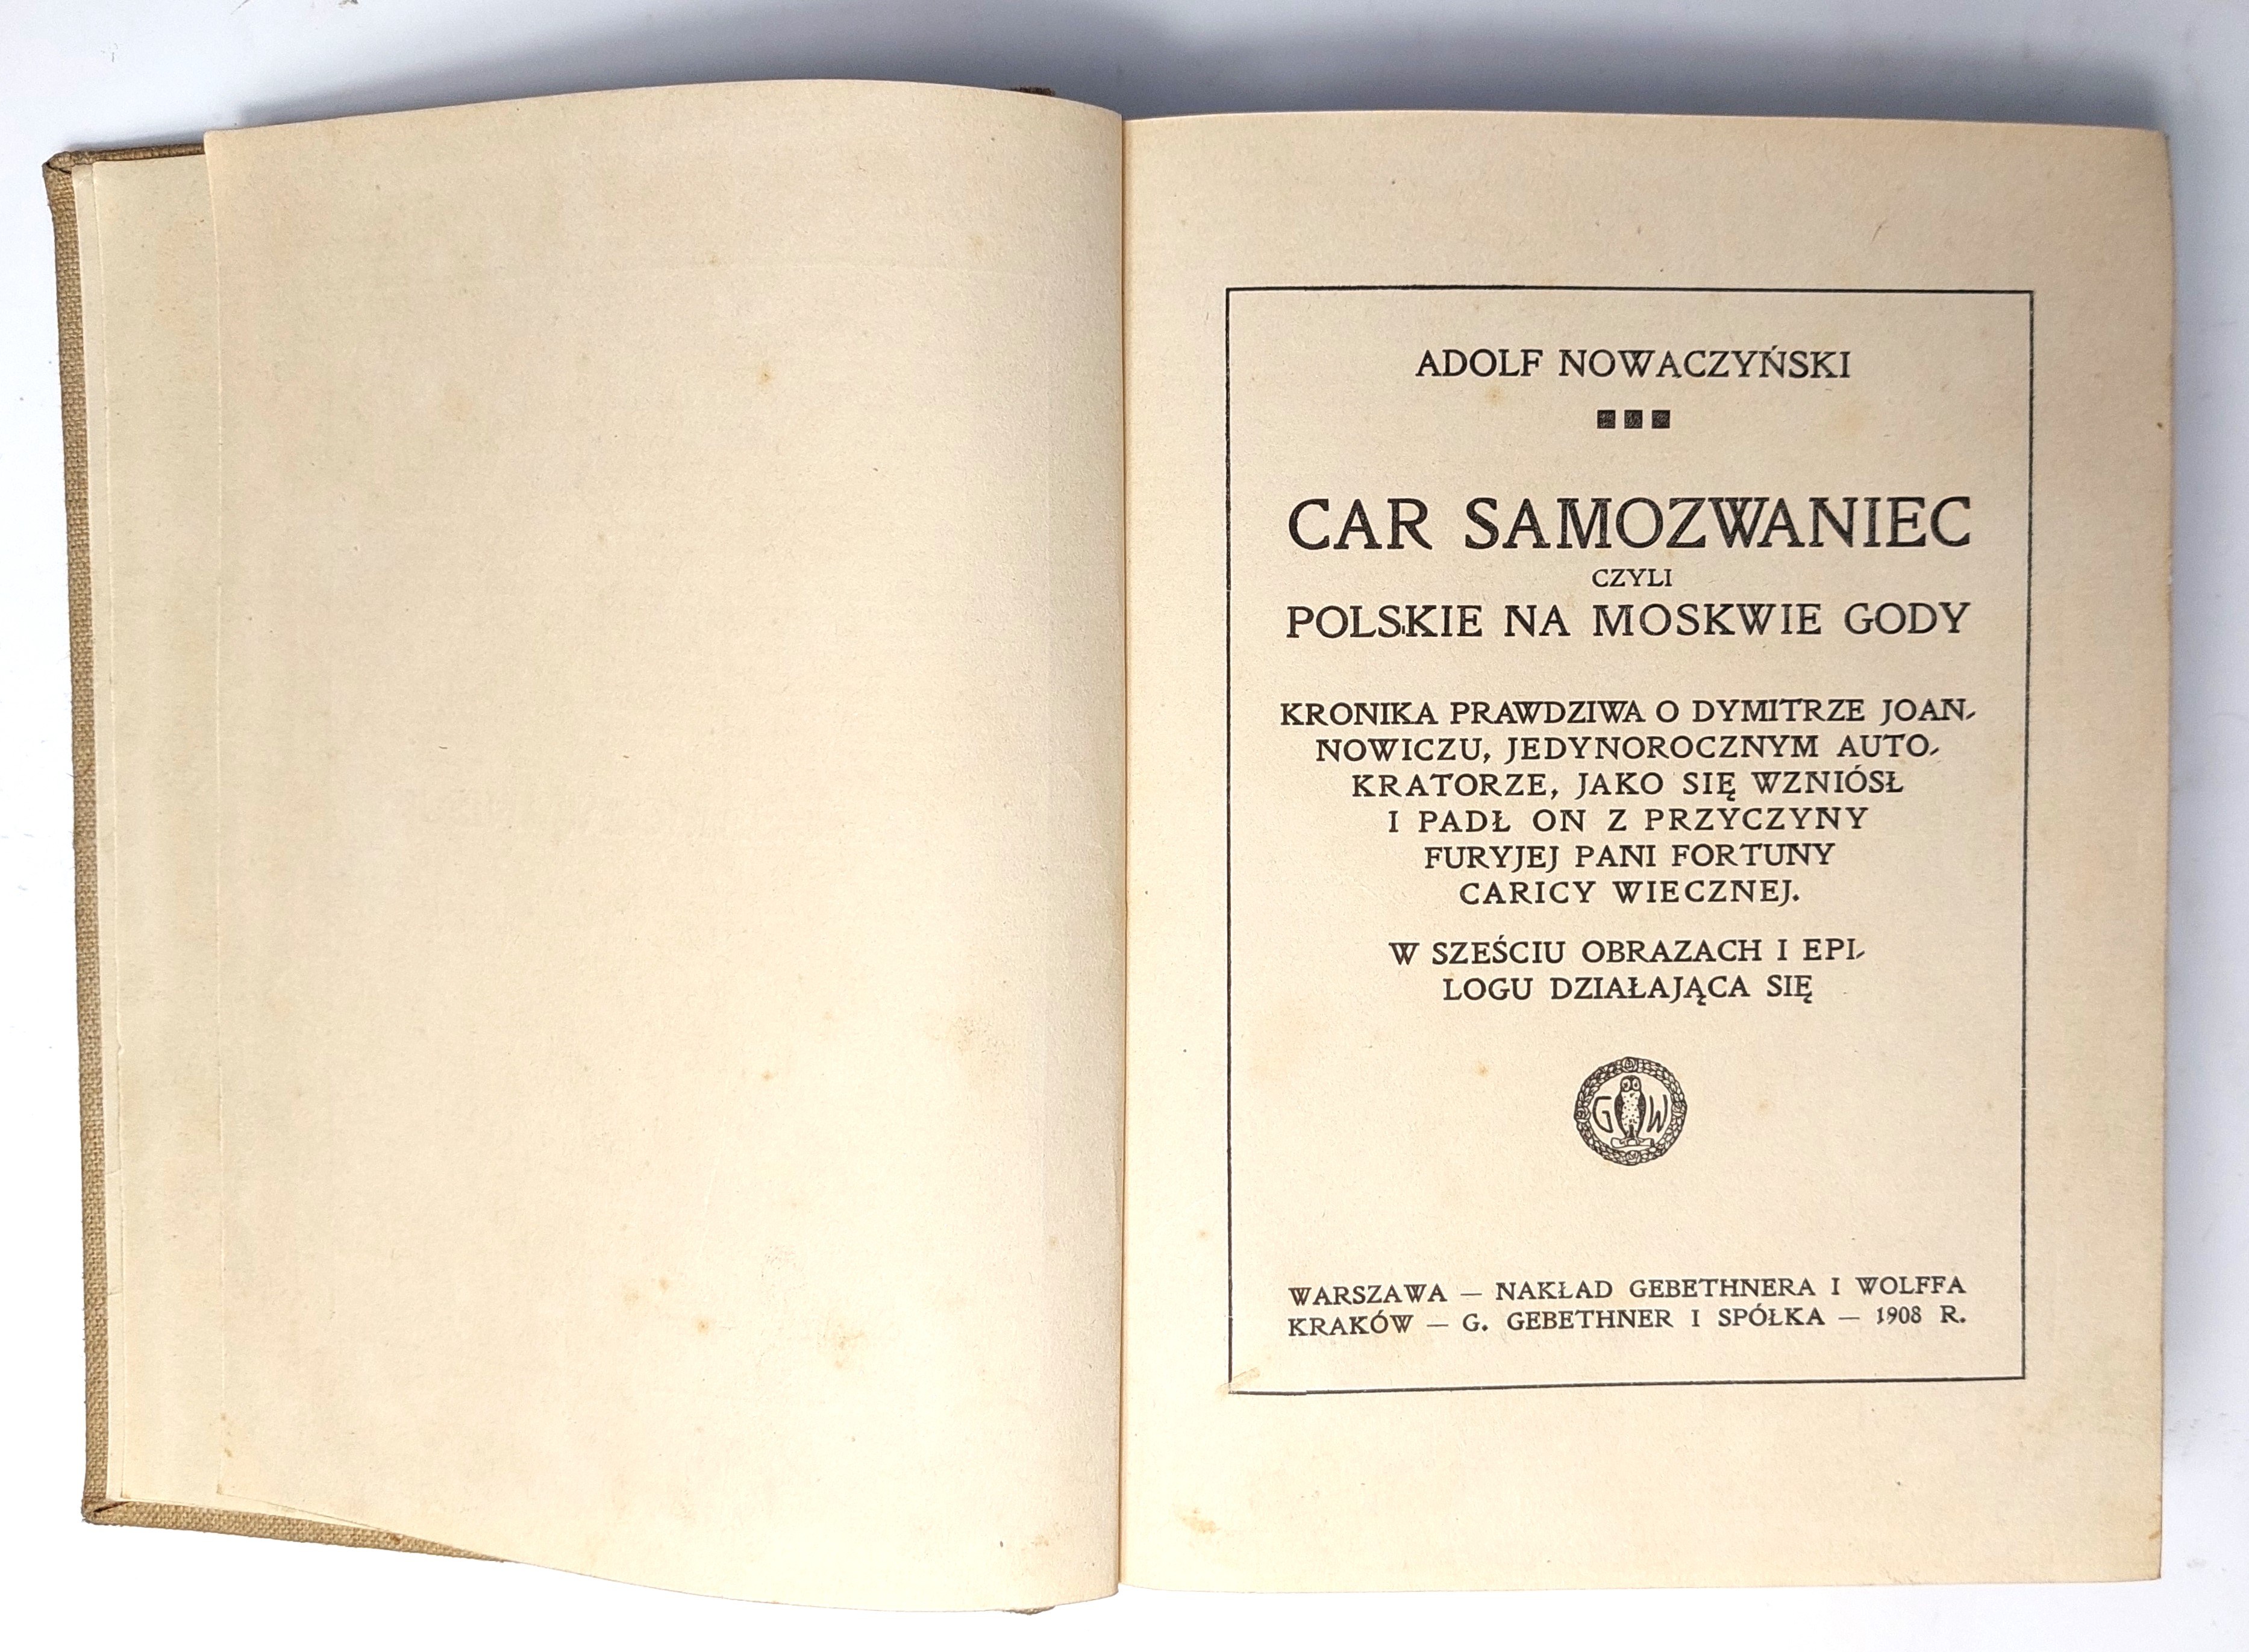 ADOLF NOWACZYŃSKI
CAR SAMOZWANIEC
CZYLI
POLSKIE NA MOSKWIE GODY
KRONIKA PRAWDZIWA O DYMITRZE JOAN-
NOWICZU, JEDYNOROCZNYM AUTO-
KRATORZE, JAKO SIĘ WZNIÓSŁ
I PADŁ ON Z PRZYCZYNY
FURYJEJ PANI FORTUNY
CARICY WIECZNEJ.
W SZEŚCIU OBRAZACH I EPI-
LOGU DZIAŁAJĄCA SIĘ
G W
WARSZAWA — NAKŁAD GEBETHNERA I WOLFFA
KRAKÓW — G. GEBETHNER I SPÓŁKA — 1908 R.